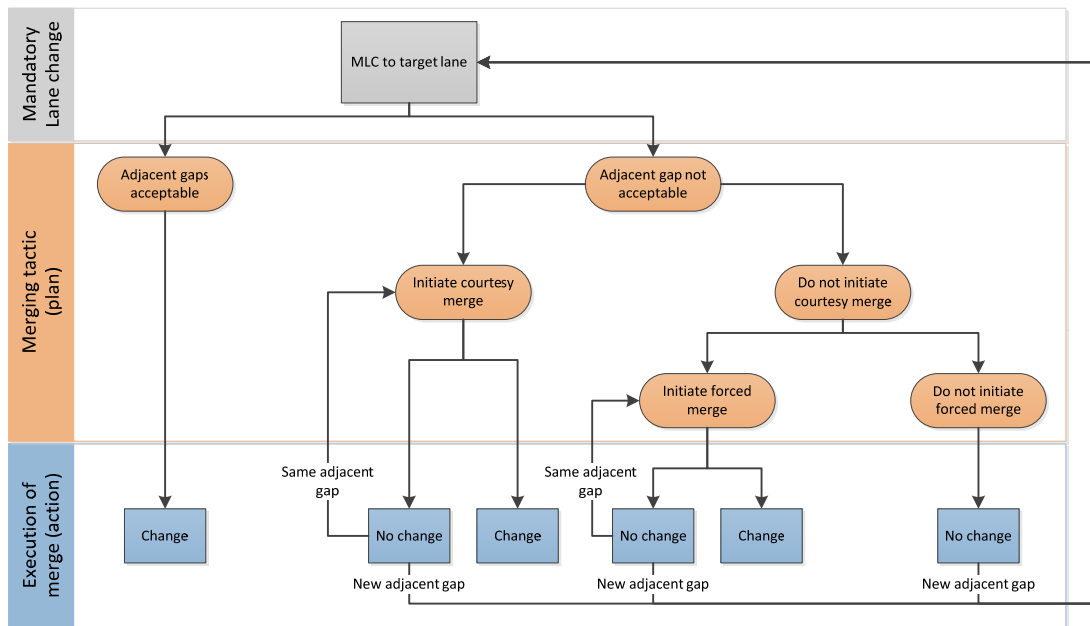 Mandatory
Lane change
MLC to target lane
Merging tactic
(plan)
Adjacent gaps
acceptable
Adjacent gap not
acceptable
Initiate courtesy
merge
Do not initiate
courtesy merge
Initiate forced
merge
Do not initiate
forced merge
Execution of
merge (action)
Same adjacent
gap
Same adjacent
gap
Change
No change
Change
No change
Change
No change
New adjacent gap
New adjacent gap
New adjacent gap